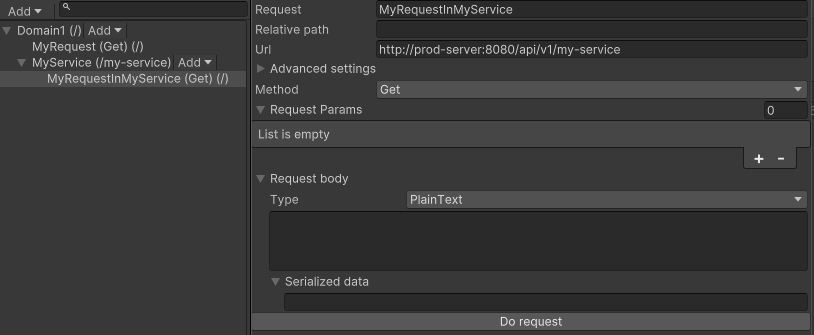 Add
Domain1 (/) Add
MyRequest (Get) (/)
MyService (/my-service) Add
MyRequestInMyService (Get) (/)
Request MyRequestInMyService
Relative path
Url http://prod-server:8080/api/v1/my-service
Advanced settings
Method Get
Request Params 0
List is empty
+ -
Request body
Type PlainText
Serialized data
Do request